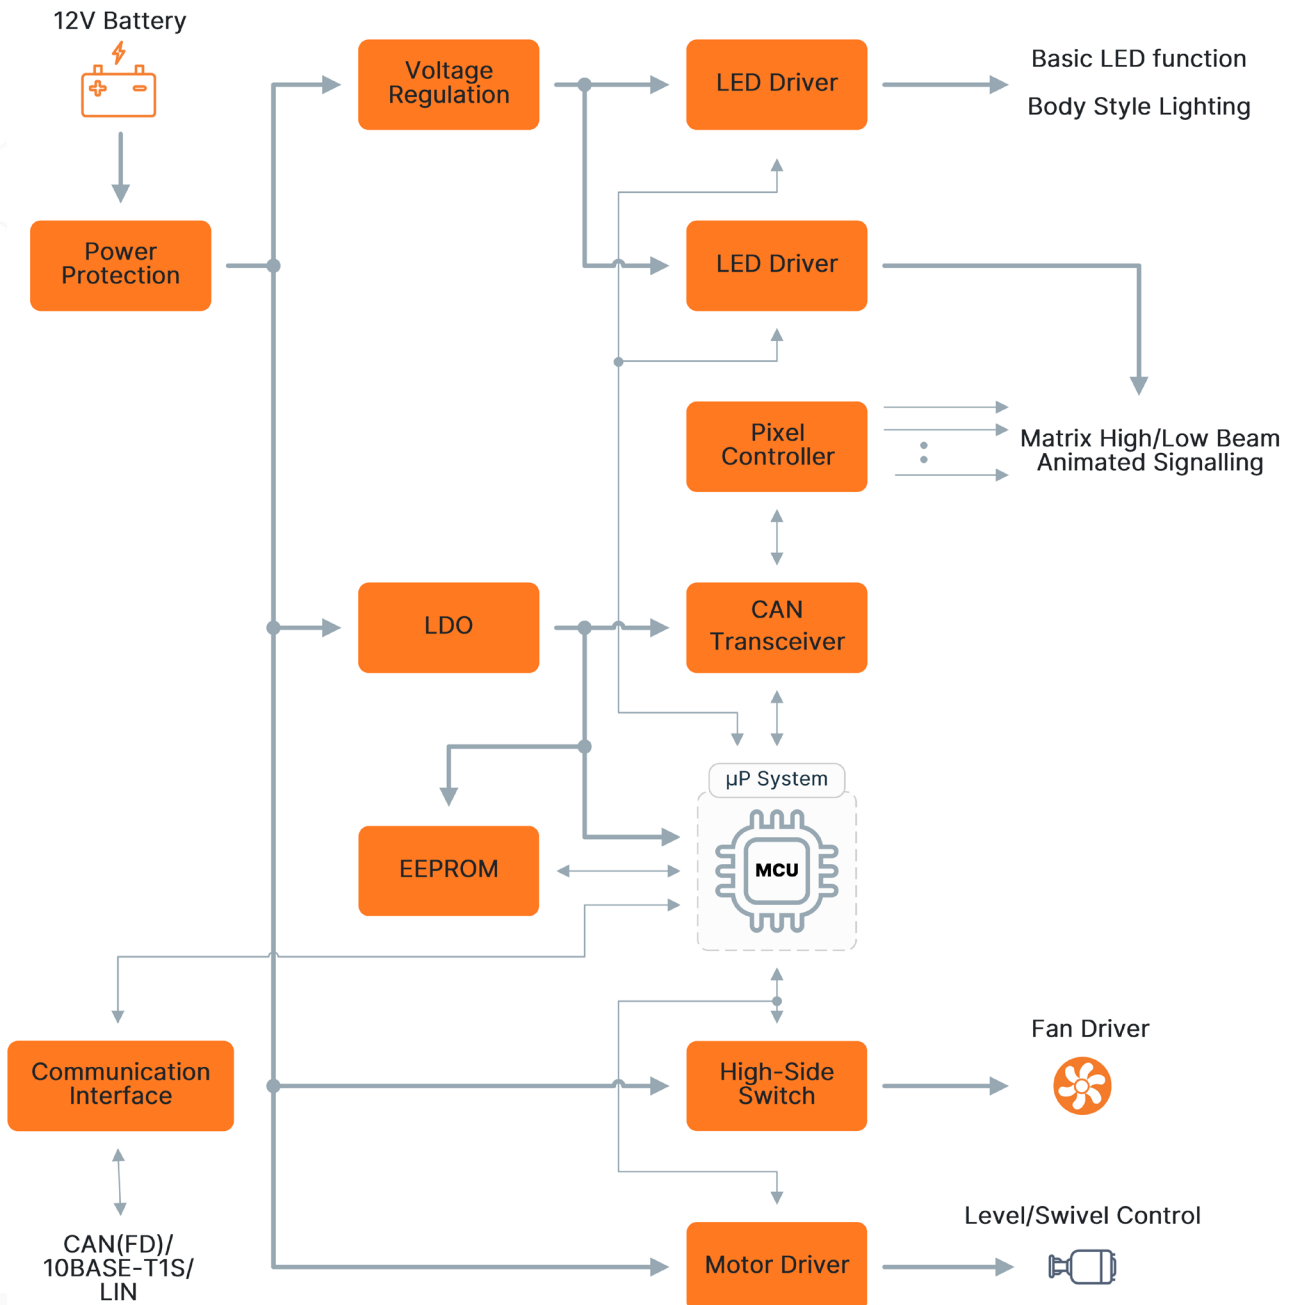 12V Battery
Voltage
Regulation
LED Driver
Basic LED function
Body Style Lighting
Power
Protection
LED Driver
Pixel
Controller
Matrix High/Low Beam
Animated Signalling
LDO
CAN
Transceiver
µP System
MCU
EEPROM
Communication
Interface
High-Side
Switch
Fan Driver
CAN(FD)/
10BASE-T1S/
LIN
Motor Driver
Level/Swivel Control